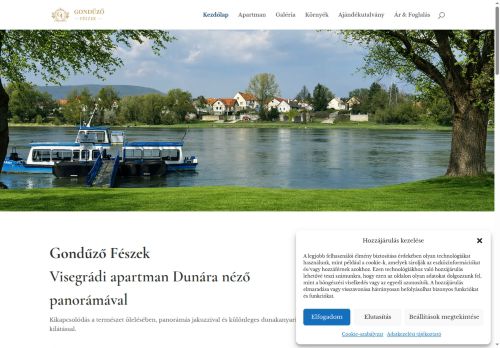 GONDŰZŐ
FÉSZEK
Kezdőlap Apartman Galéria Környék Ajándékutalvány Ár & Foglalás
Gondűző Fészek
Visegrádi apartman Dunára néző
panorámával
Kikapcsolódás a természet ölelésében, panorámás jakuzzival és különleges dunakanyari
kilátással.
Hozzájárulás kezelése
A legjobb felhasználói élmény biztosítása érdekében olyan technológiákat
használunk, mint például a cookie-k, amelyek tárolják az eszközinformációkat
és/vagy hozzáférnek azokhoz. Ezen technológiákhoz való hozzájárulás
lehetővé teszi számunkra, hogy ezen az oldalon olyan adatokat dolgozzunk fel,
mint a böngészési viselkedés vagy az egyedi azonosítók. A hozzájárulás
elmaradása vagy visszavonása hátrányosan befolyásolhat bizonyos funkciókat
és funkciókat.
Elfogadom Elutasítás Beállítások megtekintése
Cookie-szabályzat Adatkezelési tájékoztató